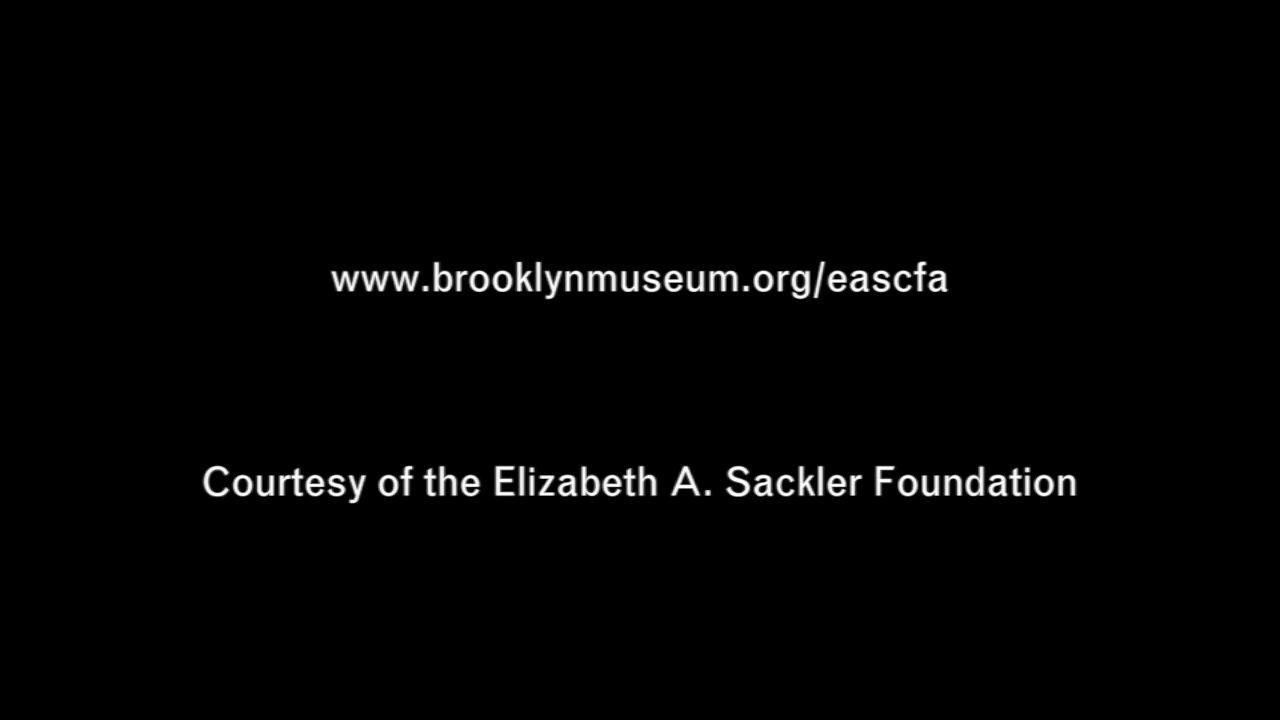 www.brooklynmuseum.org/eascfa
Courtesy of the Elizabeth A. Sackler Foundation